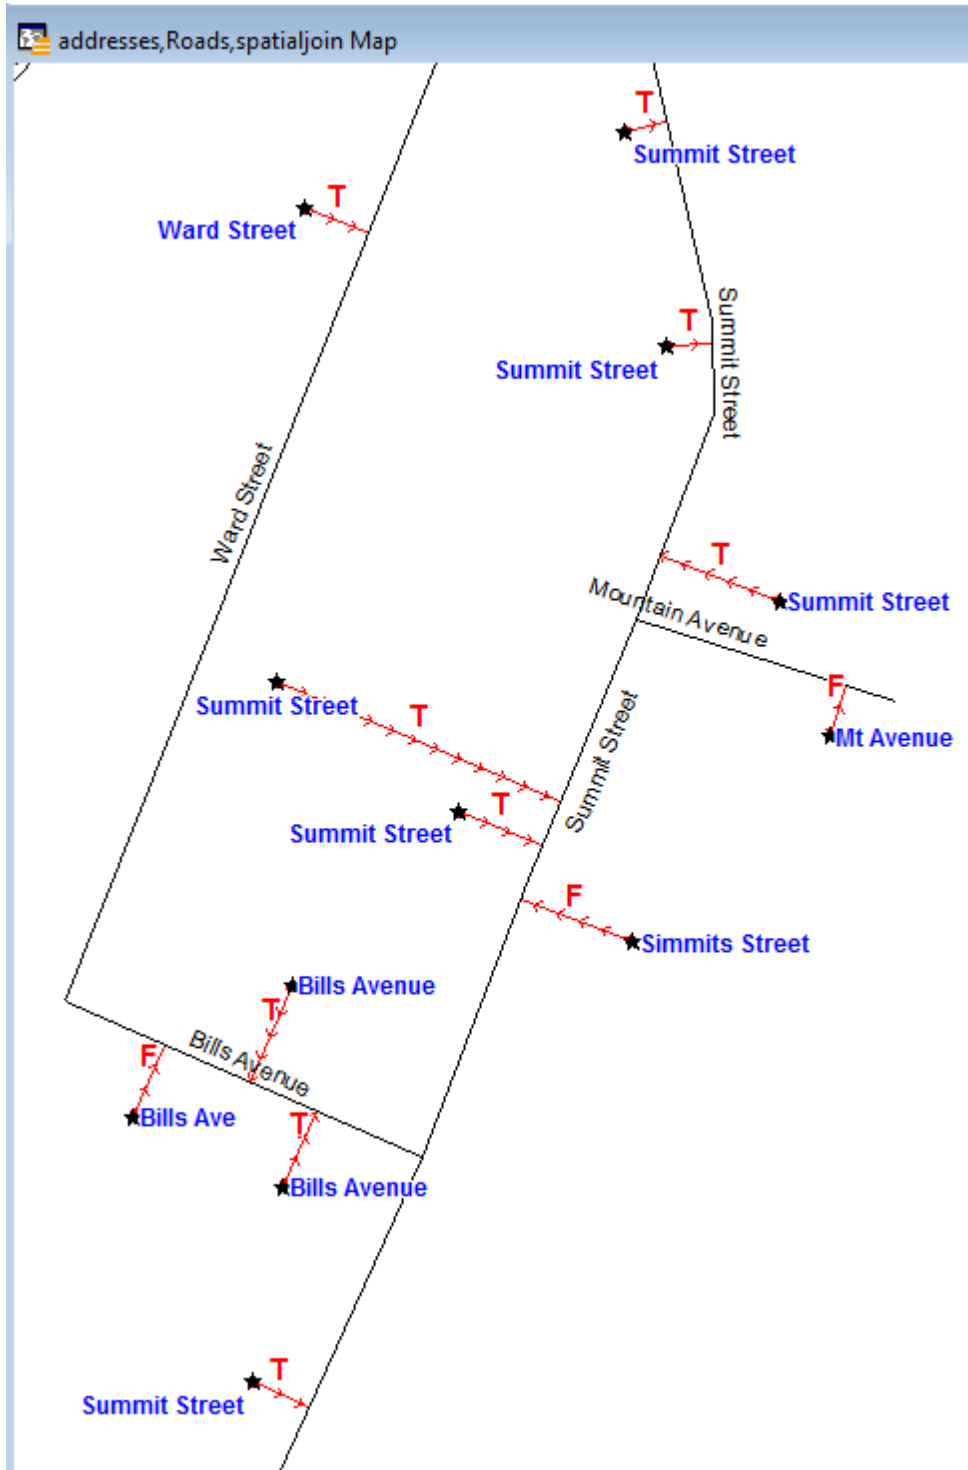 addresses,Roads,spatialjoin Map
T
Summit Street
T
Ward Street
T
Summit Street
Summit Street
Ward Street
T
Summit Street
Mountain Avenue
Summit Street
T
F
Mt Avenue
Summit Street
T
Summit Street
F
Simmits Street
Bills Avenue
T
Bills Avenue
F
Bills Ave
T
Bills Avenue
T
Summit Street